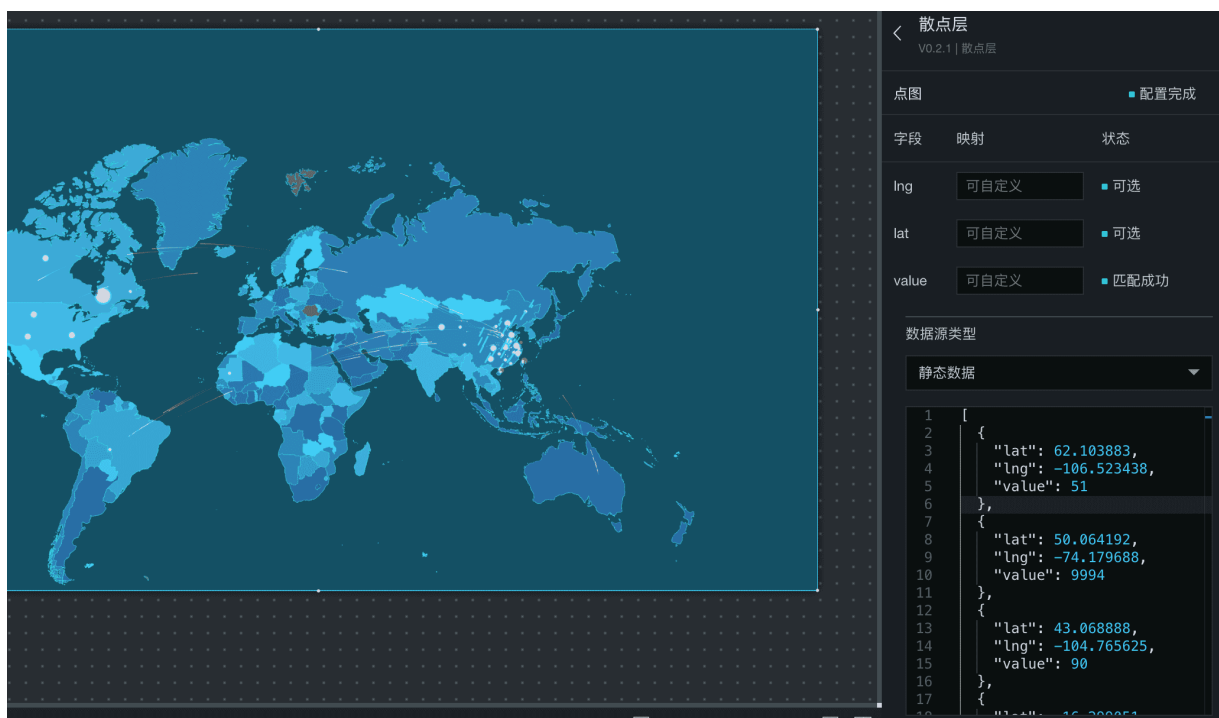 散点层
V0.2.1 | 散点层
点图 配置完成
字段 映射 状态
lng 可自定义 可选
lat 可自定义 可选
value 可自定义 匹配成功
数据源类型
静态数据
1 [
2 {
3 "lat": 62.103883,
4 "lng": -106.523438,
5 "value": 51
6 },
7 {
8 "lat": 50.064192,
9 "lng": -74.179688,
10 "value": 9994
11 },
12 {
13 "lat": 43.068888,
14 "lng": -104.765625,
15 "value": 90
16 },
17 {